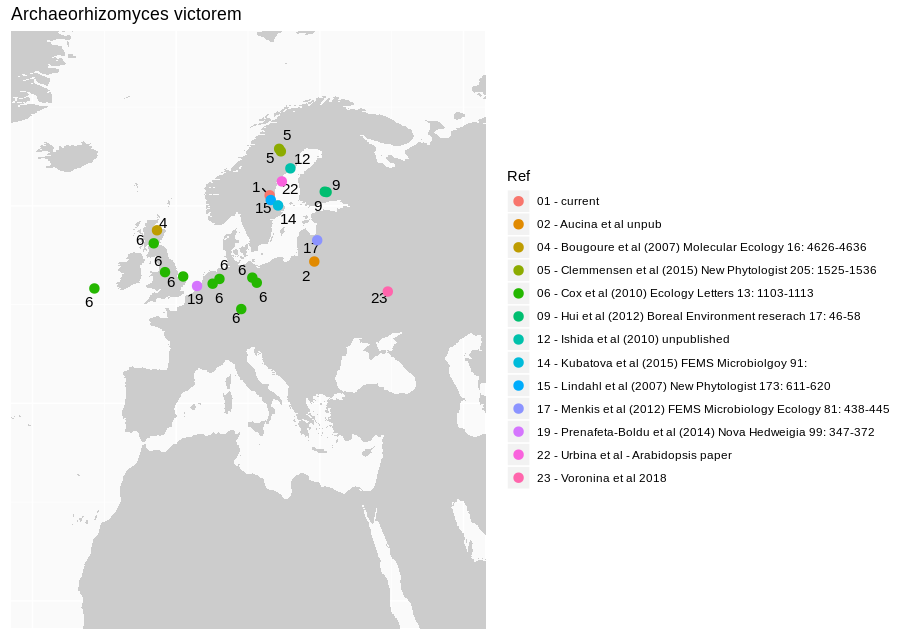 Archaeorhizomyces victorem
5
5
12
1
22
9
15
9
14
4
6
17
6
6
6
6
2
6
19
6
6
23
6
6
Ref
01 - current
02 - Aucina et al unpub
04 - Bougoure et al (2007) Molecular Ecology 16: 4626-4636
05 - Clemmensen et al (2015) New Phytologist 205: 1525-1536
06 - Cox et al (2010) Ecology Letters 13: 1103-1113
09 - Hui et al (2012) Boreal Environment reserach 17: 46-58
12 - Ishida et al (2010) unpublished
14 - Kubatova et al (2015) FEMS Microbiolgoy 91:
15 - Lindahl et al (2007) New Phytologist 173: 611-620
17 - Menkis et al (2012) FEMS Microbiology Ecology 81: 438-445
19 - Prenafeta-Boldu et al (2014) Nova Hedweigia 99: 347-372
22 - Urbina et al - Arabidopsis paper
23 - Voronina et al 2018